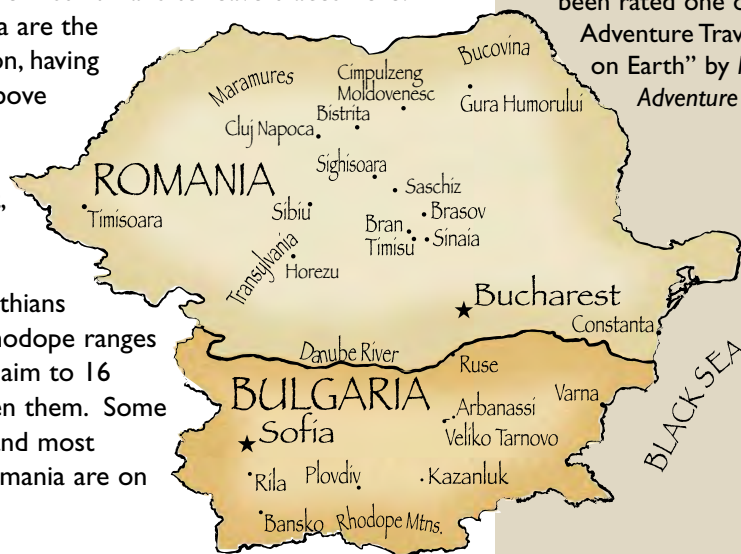 a are the
on, having
bove
”
thians
hodope ranges
aim to 16
en them. Some
nd most
mania are on
been rated one o
Adventure Trav
on Earth” by
Adventure
Maramures
Cimpulzeng
Moldovenesc
Bucovina
Gura Humorului
Bistrita
Cluj Napoca
Sighisoara
ROMANIA
Saschiz
Timisoara
Sibiu
Brasov
Bran
Timisu
Sinaia
Transylvania
Horezu
Bucharest
Constanta
Danube River
Ruse
BULGARIA
Varna
Arbanassi
Veliko Tarnovo
Sofia
BLACK SEA
Rila
Plovdiv
Kazanluk
Bansko
Rhodope Mtns.